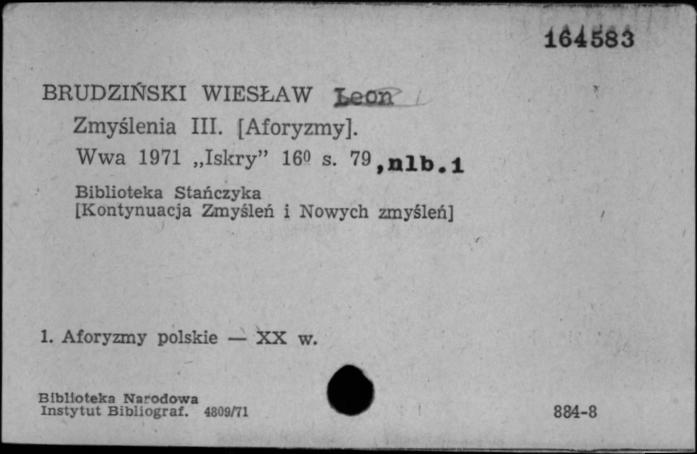 164583
BRUDZIŃSKI WIESŁAW Leon
Zmyślenia III. [Aforyzmy].
Wwa 1971 „Iskry” 16⁰ s. 79, nlb.1
Biblioteka Stańczyka
[Kontynuacja Zmyśleń i Nowych zmyśleń]
1. Aforyzmy polskie — XX w.
Biblioteka Narodowa
Instytut Bibliograf. 4809/71 884-8